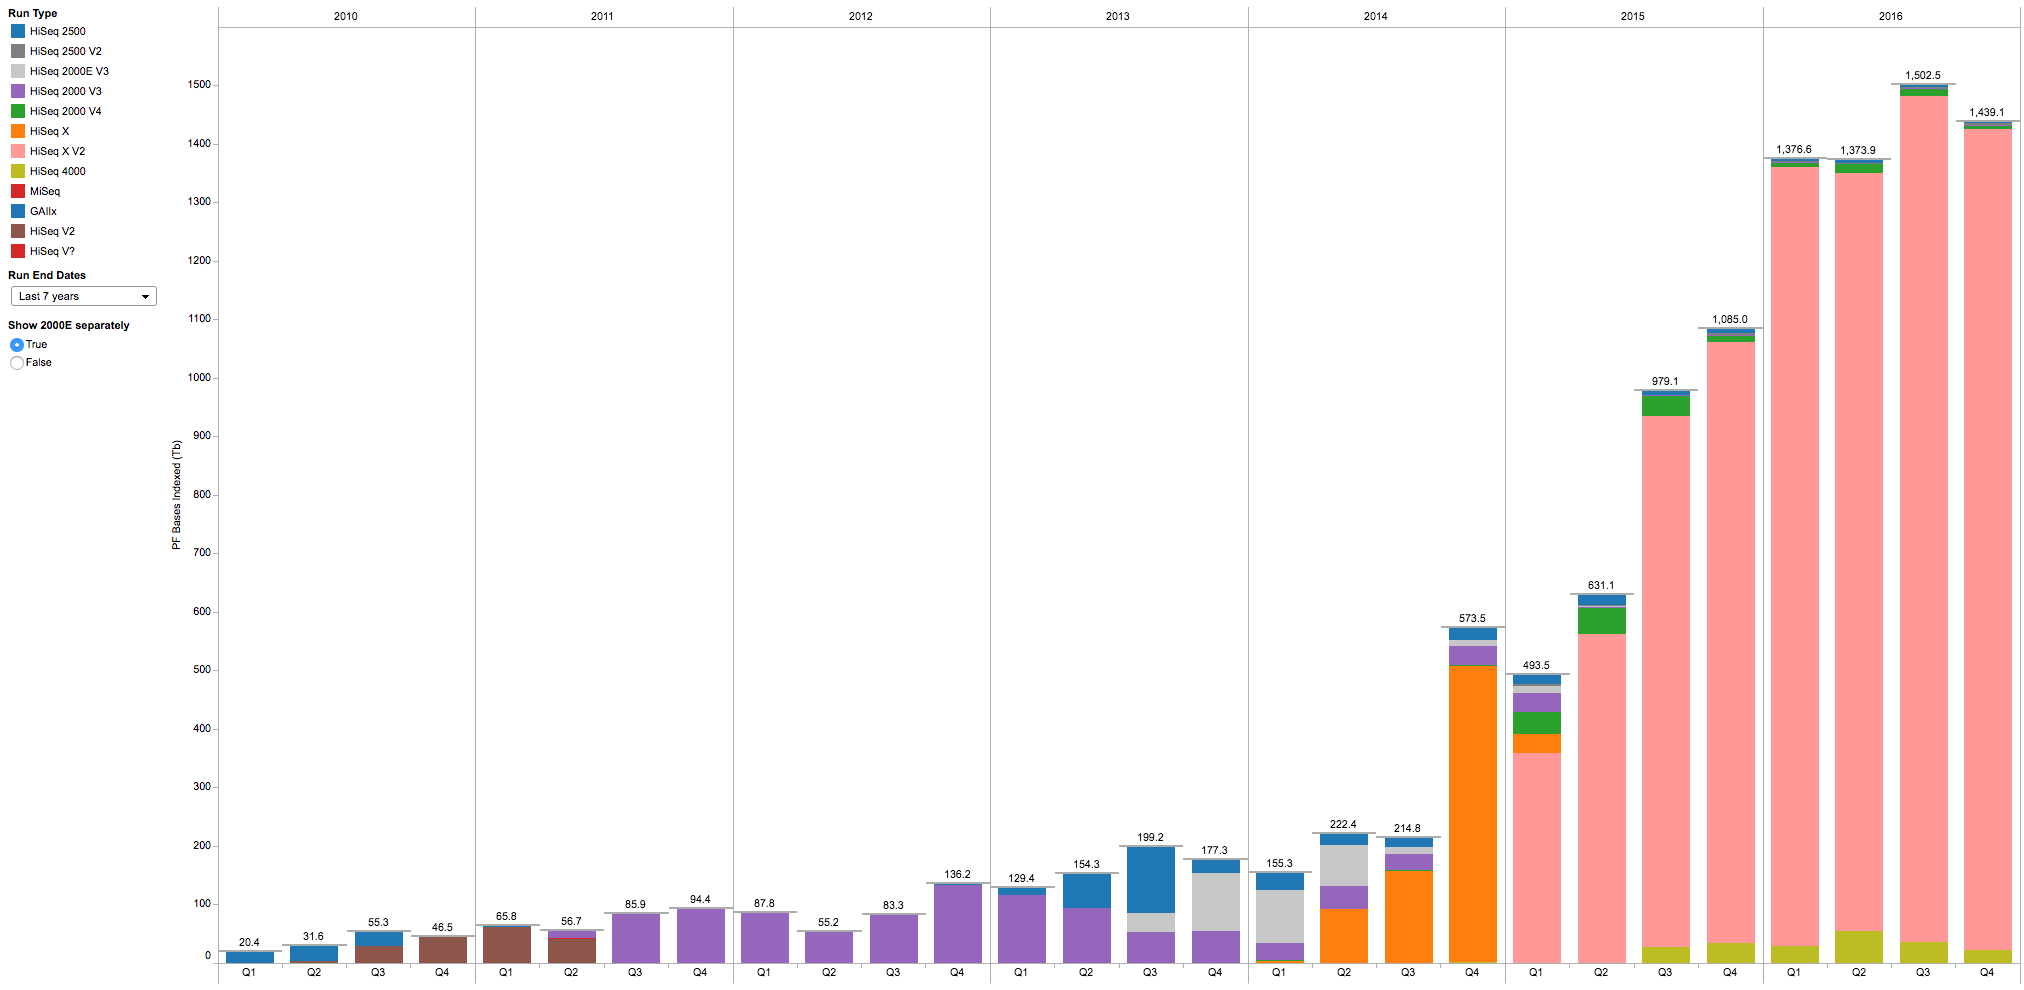 Run Type
HiSeq 2500
HiSeq 2500 V2
HiSeq 2000E V3
HiSeq 2000 V3
HiSeq 2000 V4
HiSeq X
HiSeq X V2
HiSeq 4000
MiSeq
GAIIx
HiSeq V2
HiSeq V?
Run End Dates
Last 7 years
Show 2000E separately
True
False
2010 2011 2012 2013 2014 2015 2016
PF Bases Indexed (Tb)
1500
1400
1300
1200
1100
1000
900
800
700
600
500
400
300
200
100
0
20.4
31.6
55.3
46.5
65.8
56.7
85.9
94.4
87.8
55.2
83.3
136.2
129.4
154.3
199.2
177.3
155.3
222.4
214.8
573.5
493.5
631.1
979.1
1,085.0
1,376.6
1,373.9
1,502.5
1,439.1
Q1 Q2 Q3 Q4 Q1 Q2 Q3 Q4 Q1 Q2 Q3 Q4 Q1 Q2 Q3 Q4 Q1 Q2 Q3 Q4 Q1 Q2 Q3 Q4 Q1 Q2 Q3 Q4